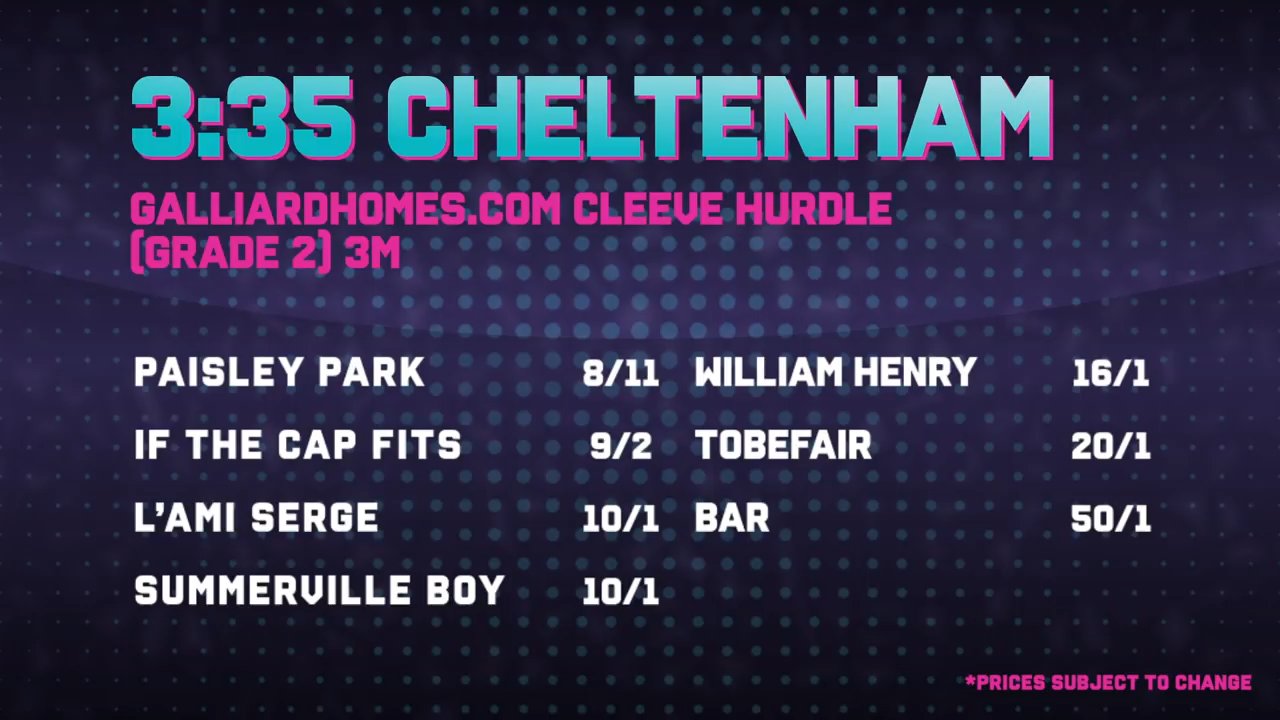 3:35 CHELTENHAM
GALLIARDHOMES.COM CLEEVE HURDLE
(GRADE 2) 3M
PAISLEY PARK 8/11 WILLIAM HENRY 16/1
IF THE CAP FITS 9/2 TOBEFAIR 20/1
L'AMI SERGE 10/1 BAR 50/1
SUMMERVILLE BOY 10/1
*PRICES SUBJECT TO CHANGE